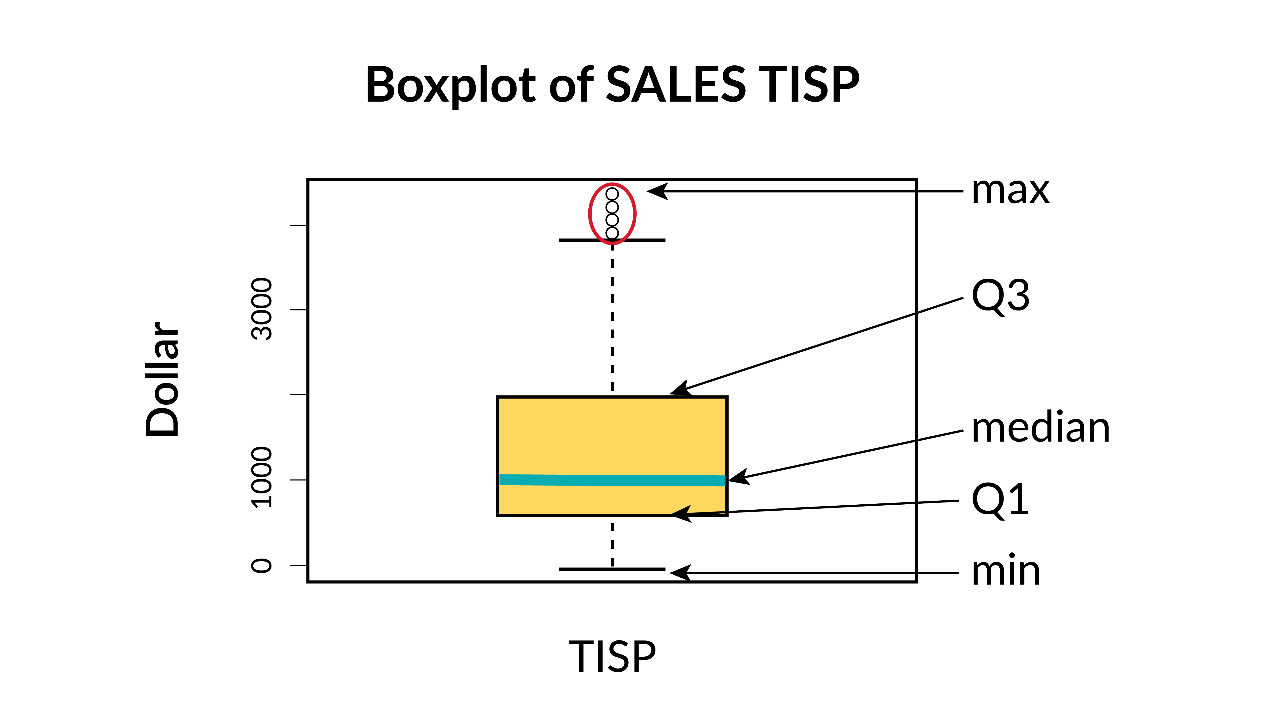 Boxplot of SALES TISP
max
Q3
median
Q1
min
Dollar
3000
1000
0
TISP